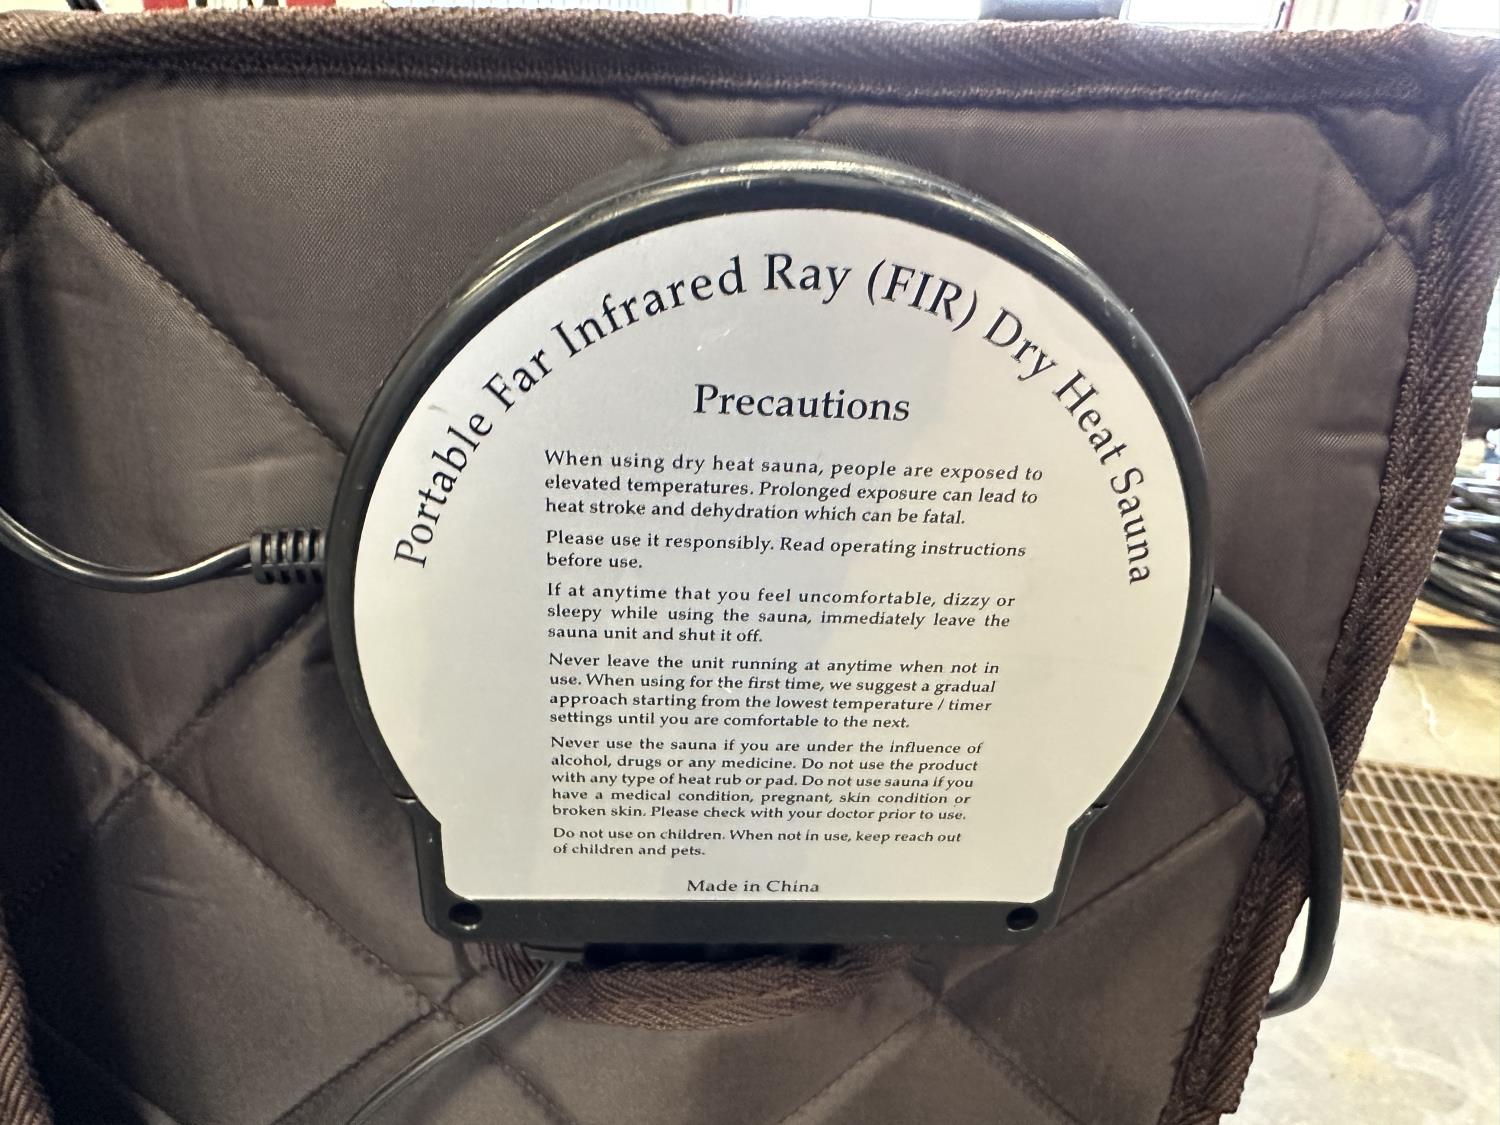 Portable Far Infrared Ray (FIR) Dry Heat Sauna
Precautions
When using dry heat sauna, people are exposed to
elevated temperatures. Prolonged exposure can lead to
heat stroke and dehydration which can be fatal.
Please use it responsibly. Read operating instructions
before use.
If at anytime that you feel uncomfortable, dizzy or
sleepy while using the sauna, immediately leave the
sauna unit and shut it off.
Never leave the unit running at anytime when not in
use. When using for the first time, we suggest a gradual
approach starting from the lowest temperature / timer
settings until you are comfortable to the next.
Never use the sauna if you are under the influence of
alcohol, drugs or any medicine. Do not use the product
with any type of heat rub or pad. Do not use sauna if you
have a medical condition, pregnant, skin condition or
broken skin. Please check with your doctor prior to use.
Do not use on children. When not in use, keep reach out
of children and pets.
Made in China